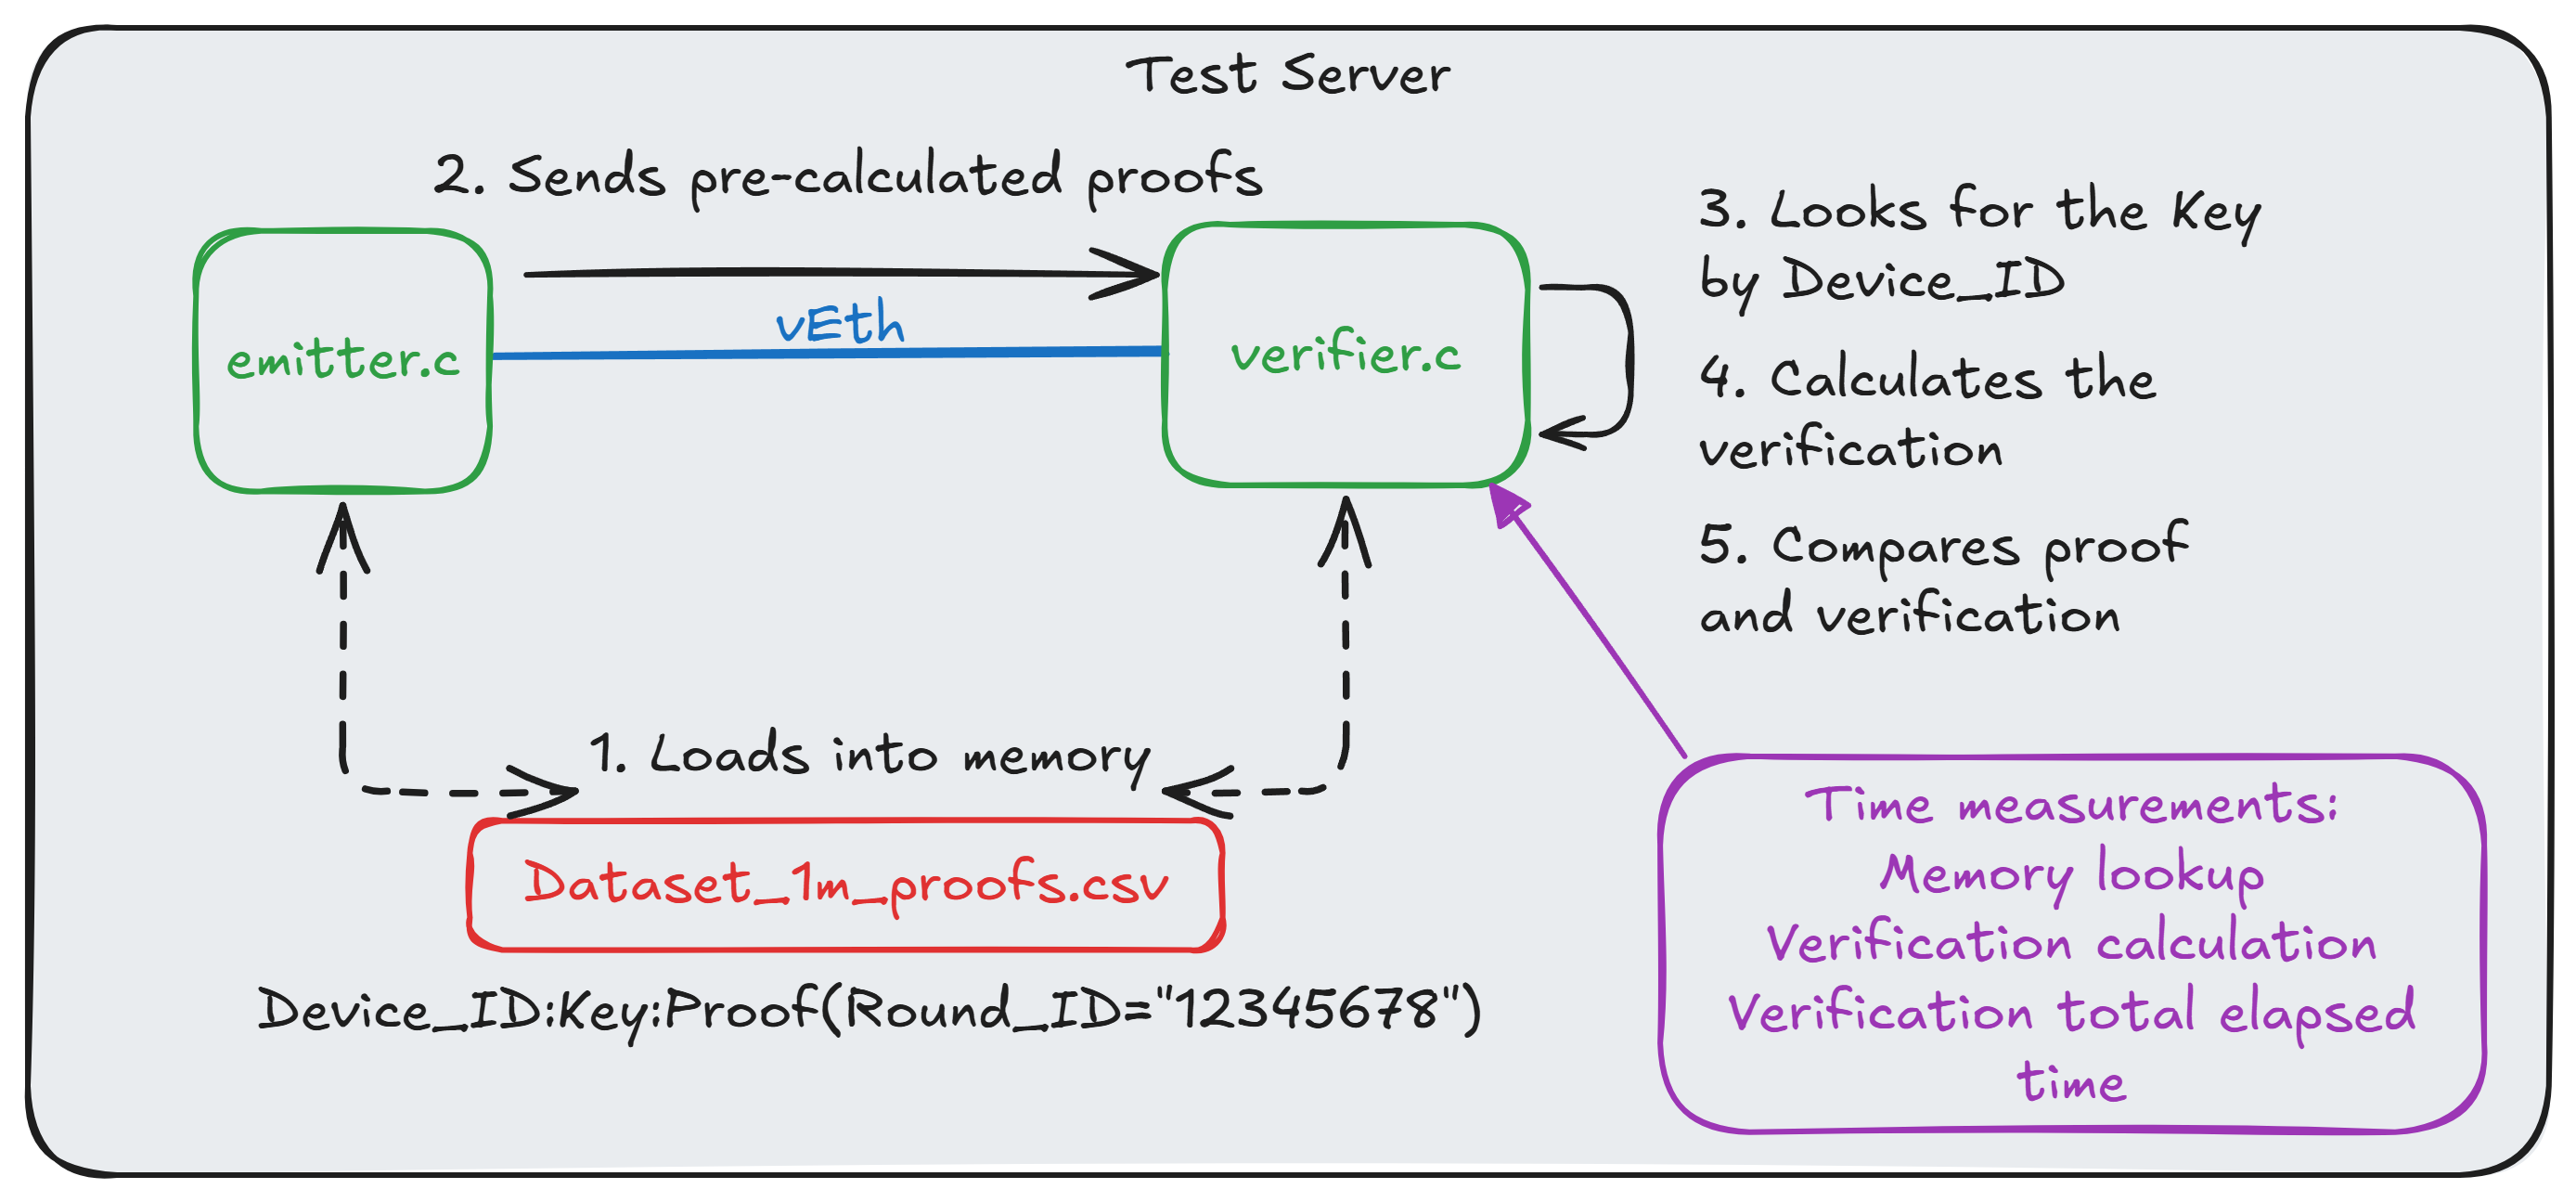 Test Server
2. Sends pre-calculated proofs
emitter.c
vEth
verifier.c
3. Looks for the Key
by Device_ID
4. Calculates the
verification
5. Compares proof
and verification
1. Loads into memory
Dataset_1m_proofs.csv
Device_ID:Key:Proof(Round_ID="12345678")
Time measurements:
Memory lookup
Verification calculation
Verification total elapsed
time